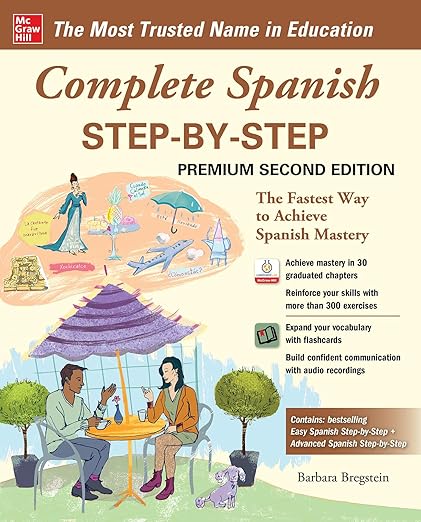 Mc
Graw
Hill
The Most Trusted Name in Education
Complete Spanish
STEP-BY-STEP
PREMIUM SECOND EDITION
The Fastest Way
to Achieve
Spanish Mastery
Achieve mastery in 30
graduated chapters
Reinforce your skills with
more than 300 exercises
Expand your vocabulary
with flashcards
Build confident communication
with audio recordings
Contains: bestselling
Easy Spanish Step-by-Step +
Advanced Spanish Step-by-Step
Barbara Bregstein